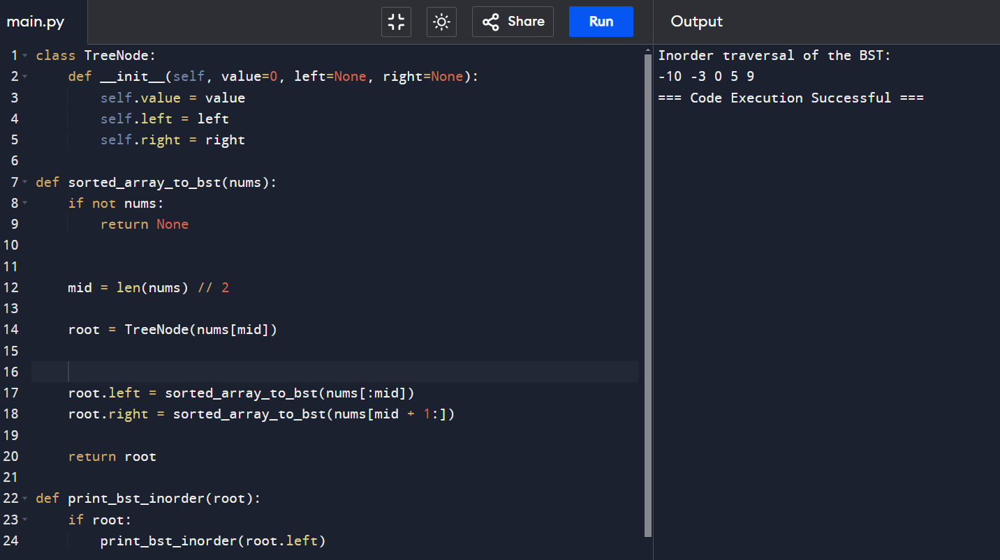 main.py
Share
Run
Output
1 class TreeNode:
2     def __init__(self, value=0, left=None, right=None):
3         self.value = value
4         self.left = left
5         self.right = right
6
7 def sorted_array_to_bst(nums):
8     if not nums:
9         return None
10
11
12     mid = len(nums) // 2
13
14     root = TreeNode(nums[mid])
15
16
17     root.left = sorted_array_to_bst(nums[:mid])
18     root.right = sorted_array_to_bst(nums[mid + 1:])
19
20     return root
21
22 def print_bst_inorder(root):
23     if root:
24         print_bst_inorder(root.left)
Inorder traversal of the BST:
-10 -3 0 5 9
=== Code Execution Successful ===